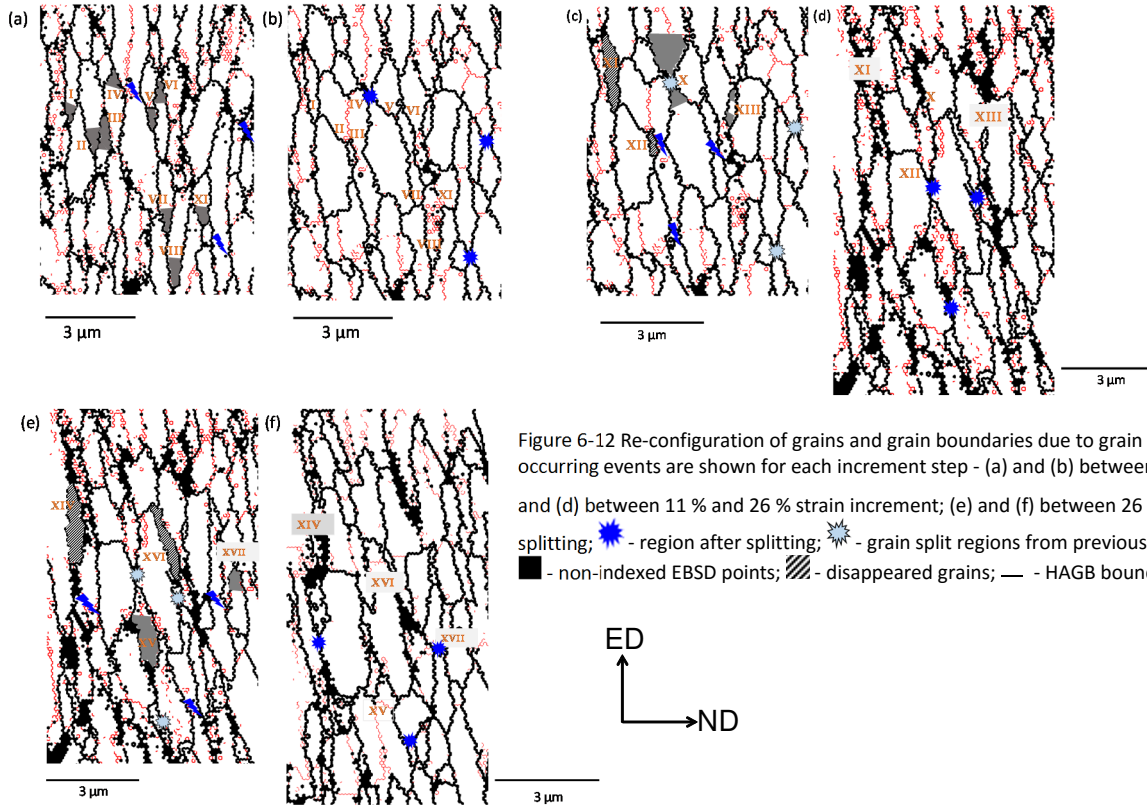 (a)
I
IV
V
VI
III
II
VII
XI
VIII
3 µm
(b)
I
IV
V
VI
II
III
VII
XI
VIII
3 µm
(c)
X
XIII
XII
3 µm
(d)
XI
X
XIII
XII
3 µm
(e)
XVI
XVII
XV
3 µm
(f)
XIV
XVI
XVII
XV
Figure 6-12 Re-configuration of grains and grain boundaries due to grain
occurring events are shown for each increment step - (a) and (b) between
and (d) between 11 % and 26 % strain increment; (e) and (f) between 26
splitting; - region after splitting; - grain split regions from previous
- non-indexed EBSD points; - disappeared grains; - HAGB boun
ED
ND
3 µm